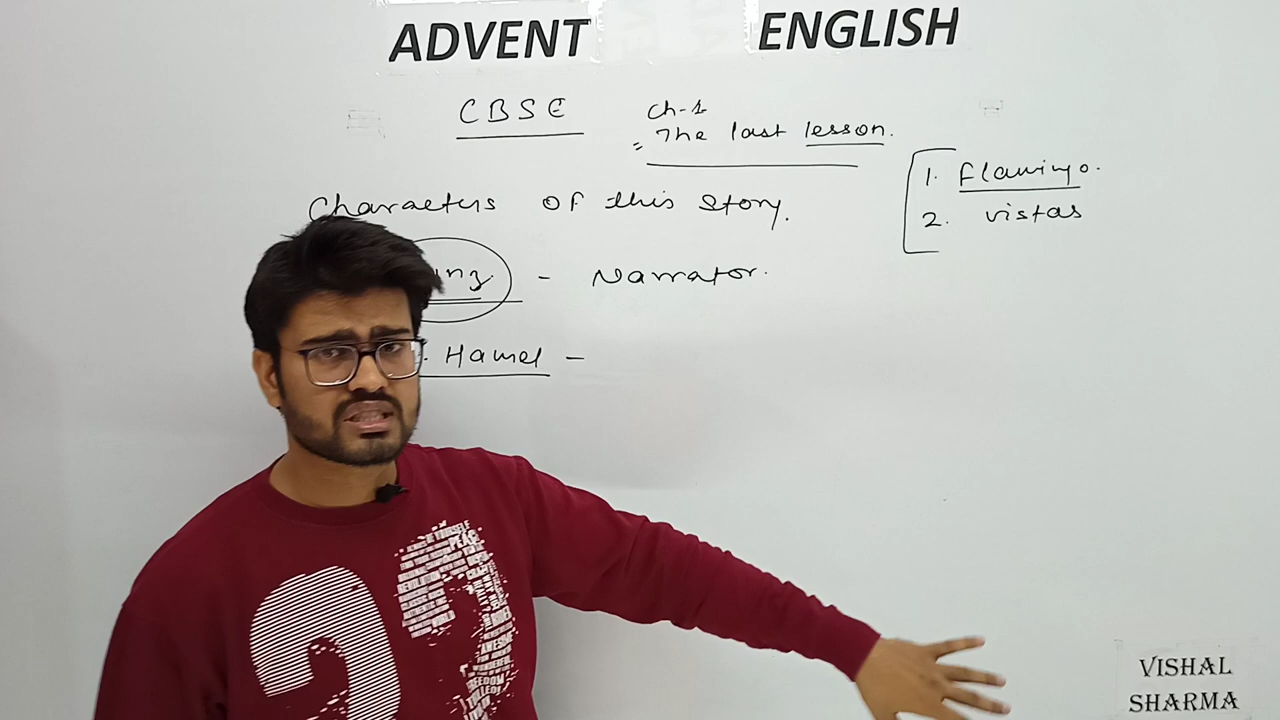 ADVENT ENGLISH
CBSE
Ch-1
The last lesson.
1. Flamingo.
2. vistas
Characters of this story.
- Narrator.
. Hamel -
VISHAL
SHARMA